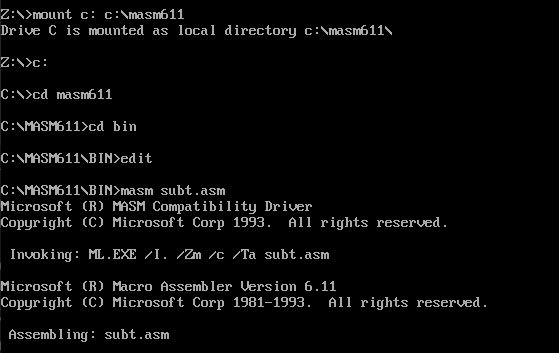 Z:\>mount c: c:\masm611
Drive C is mounted as local directory c:\masm611\
Z:\>c:
C:\>cd masm611
C:\MASM611>cd bin
C:\MASM611\BIN>edit
C:\MASM611\BIN>masm subt.asm
Microsoft (R) MASM Compatibility Driver
Copyright (C) Microsoft Corp 1993.  All rights reserved.
Invoking: ML.EXE /I. /Zm /c /Ta subt.asm
Microsoft (R) Macro Assembler Version 6.11
Copyright (C) Microsoft Corp 1981-1993.  All rights reserved.
Assembling: subt.asm